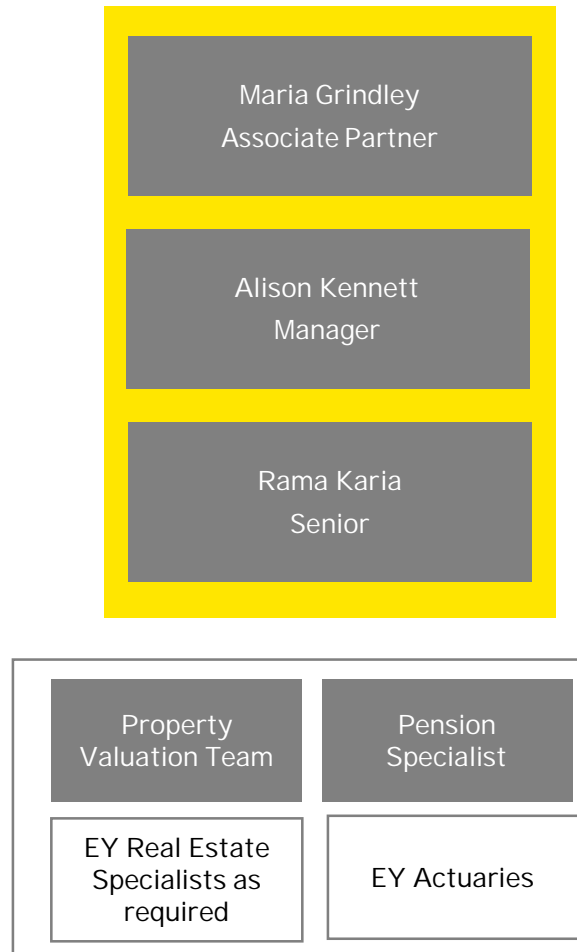 Maria Grindley
Associate Partner
Alison Kennett
Manager
Rama Karia
Senior
Property
Valuation Team
Pension
Specialist
EY Real Estate
Specialists as
required
EY Actuaries